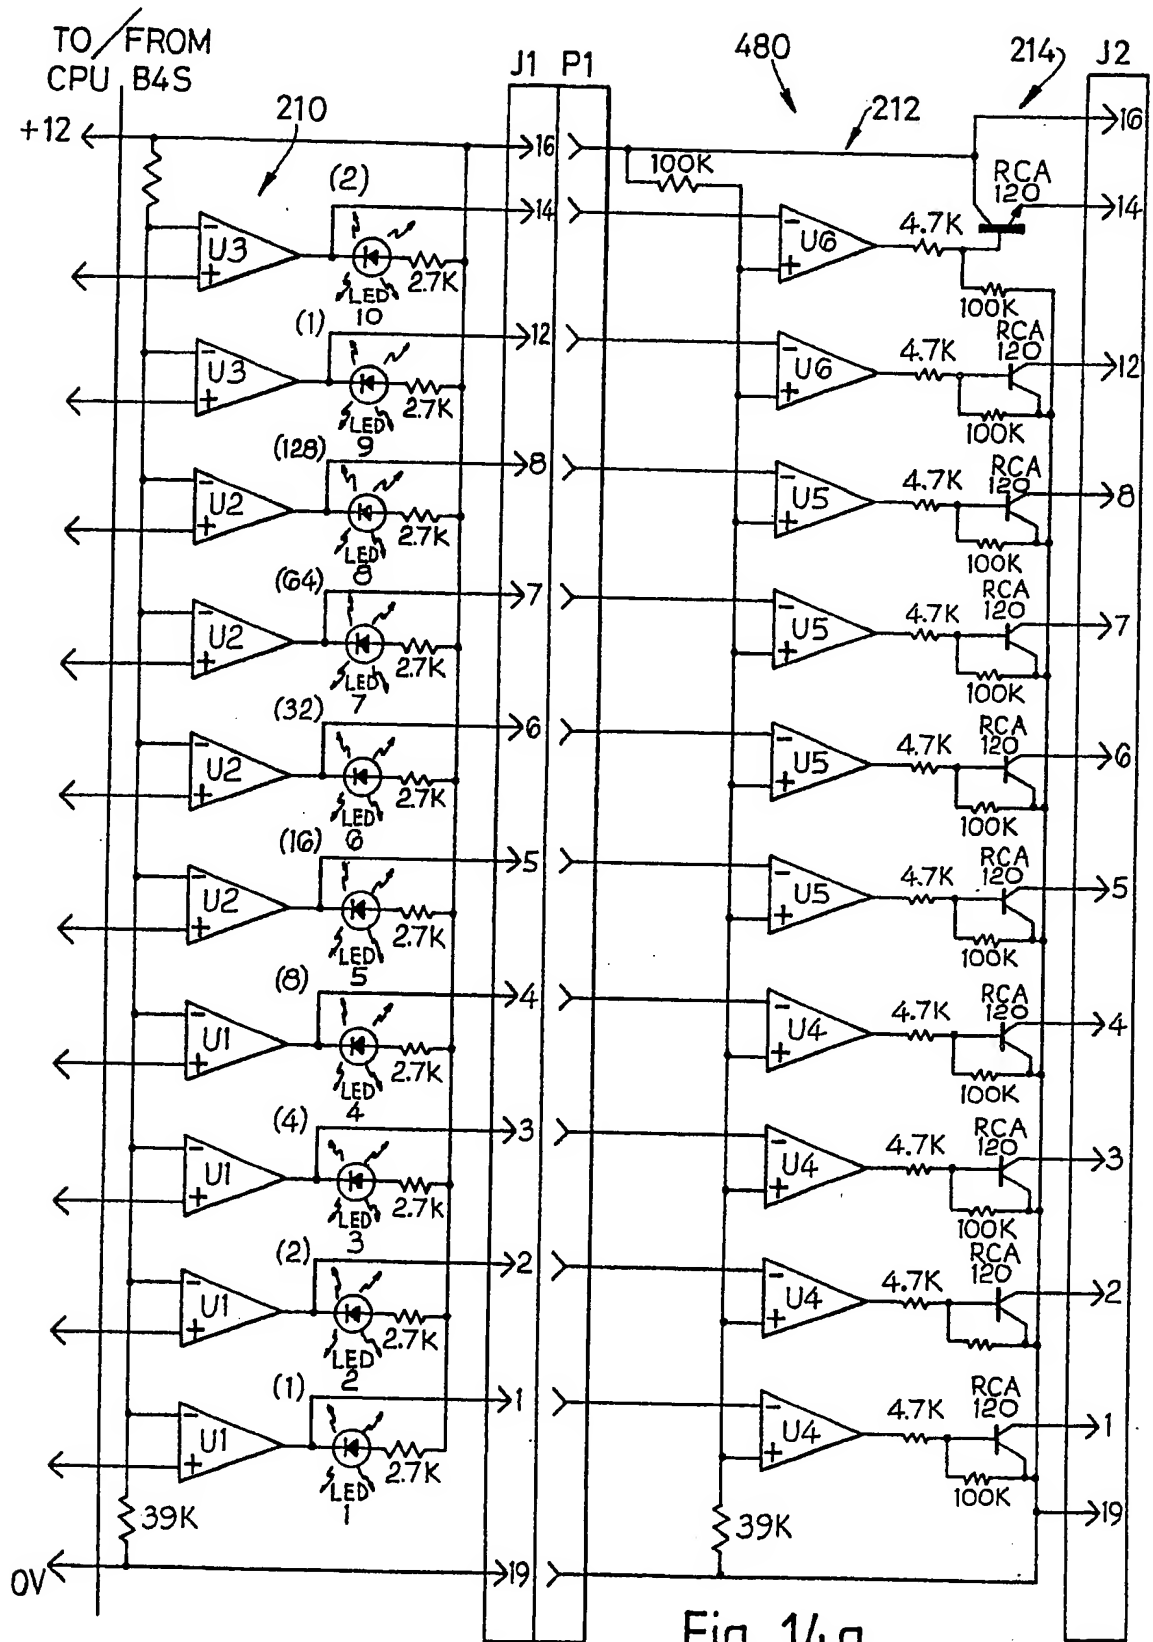 TO/FROM
CPU B4S
J1 P1
480
214
J2
+12
210
212
16
16
100K
RCA
120
(2)
14
14
- U3 +
4.7K
- U6 +
LED
10
2.7K
100K
(1)
12
RCA
120
12
- U3 +
4.7K
- U6 +
LED
9
2.7K
100K
(128)
8
RCA
120
8
- U2 +
4.7K
- U5 +
LED
8
2.7K
100K
(64)
7
RCA
120
7
- U2 +
4.7K
- U5 +
LED
7
2.7K
100K
(32)
6
RCA
120
6
- U2 +
4.7K
- U5 +
LED
6
2.7K
100K
(16)
5
RCA
120
5
- U2 +
4.7K
- U5 +
LED
5
2.7K
100K
(8)
4
RCA
120
4
- U1 +
4.7K
- U4 +
LED
4
2.7K
100K
(4)
3
RCA
120
3
- U1 +
4.7K
- U4 +
LED
3
2.7K
100K
(2)
2
RCA
120
2
- U1 +
4.7K
- U4 +
LED
2
2.7K
(1)
1
RCA
120
1
- U1 +
4.7K
- U4 +
LED
1
2.7K
100K
39K
39K
19
0V
19
Fig. 14a